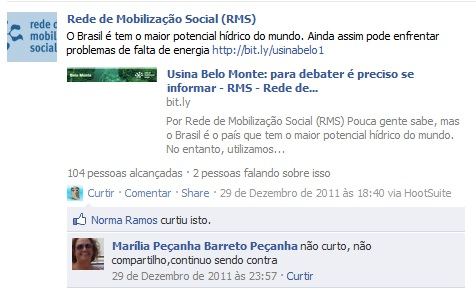 rede de
mobiliz
social
Rede de Mobilização Social (RMS)
O Brasil é tem o maior potencial hídrico do mundo. Ainda assim pode enfrentar
problemas de falta de energia http://bit.ly/usinabelo1
Belo Monte
Usina Belo Monte: para debater é preciso se
informar - RMS - Rede de...
bit.ly
Por Rede de Mobilização Social (RMS) Pouca gente sabe, mas
o Brasil é o país que tem o maior potencial hídrico do mundo.
No entanto, utilizamos...
104 pessoas alcançadas · 2 pessoas falando sobre isso
Curtir · Comentar · Share · 29 de Dezembro de 2011 às 18:40 via HootSuite
Norma Ramos curtiu isto.
Marília Peçanha Barreto Peçanha não curto, não
compartilho,continuo sendo contra
29 de Dezembro de 2011 às 23:57 · Curtir